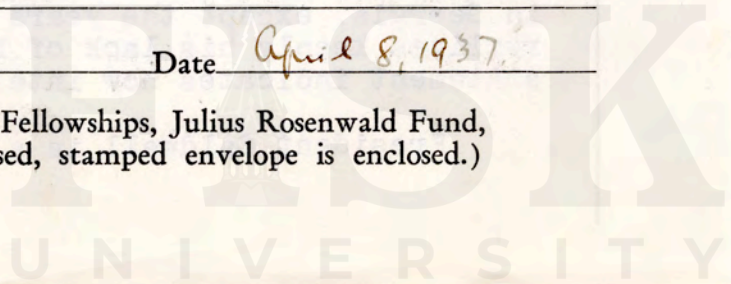 Date April 8, 1937.
Fellowships, Julius Rosenwald Fund,
sed, stamped envelope is enclosed.)
FISK
UNIVERSITY